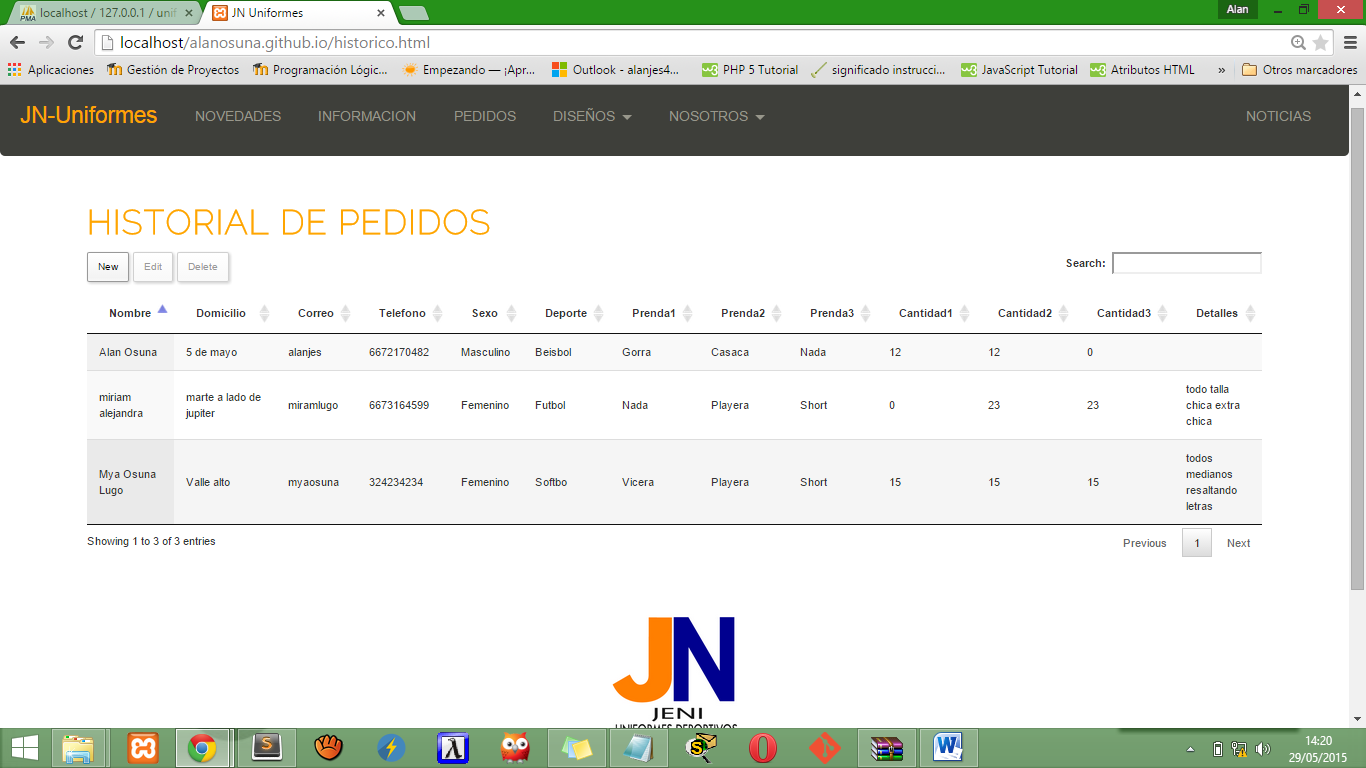 localhost / 127.0.0.1 / unif
JN Uniformes
Alan
localhost/alanosuna.github.io/historico.html
Aplicaciones Gestión de Proyectos Programación Lógic... Empezando — ¡Apr... Outlook - alanjes4... PHP 5 Tutorial significado instrucci... JavaScript Tutorial Atributos HTML » Otros marcadores
JN-Uniformes NOVEDADES INFORMACION PEDIDOS DISEÑOS NOSOTROS NOTICIAS
HISTORIAL DE PEDIDOS
New Edit Delete Search:
Nombre Domicilio Correo Telefono Sexo Deporte Prenda1 Prenda2 Prenda3 Cantidad1 Cantidad2 Cantidad3 Detalles
Alan Osuna 5 de mayo alanjes 6672170482 Masculino Beisbol Gorra Casaca Nada 12 12 0
miriam alejandra marte a lado de jupiter miramlugo 6673164599 Femenino Futbol Nada Playera Short 0 23 23 todo talla chica extra chica
Mya Osuna Lugo Valle alto myaosuna 324234234 Femenino Softbo Vicera Playera Short 15 15 15 todos medianos resaltando letras
Showing 1 to 3 of 3 entries
Previous 1 Next
JN
JENI
UNIFORMES DEPORTIVOS
14:20
29/05/2015